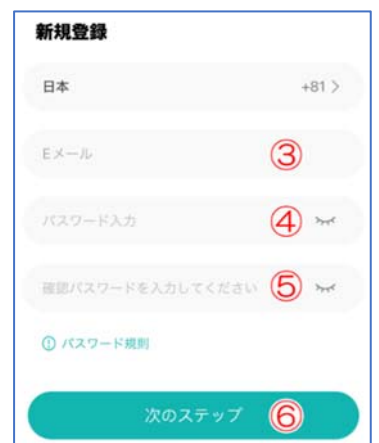 新規登録
日本 +81 >
Eメール ③
パスワード入力 ④
確認パスワードを入力してください ⑤
パスワード規則
次のステップ ⑥